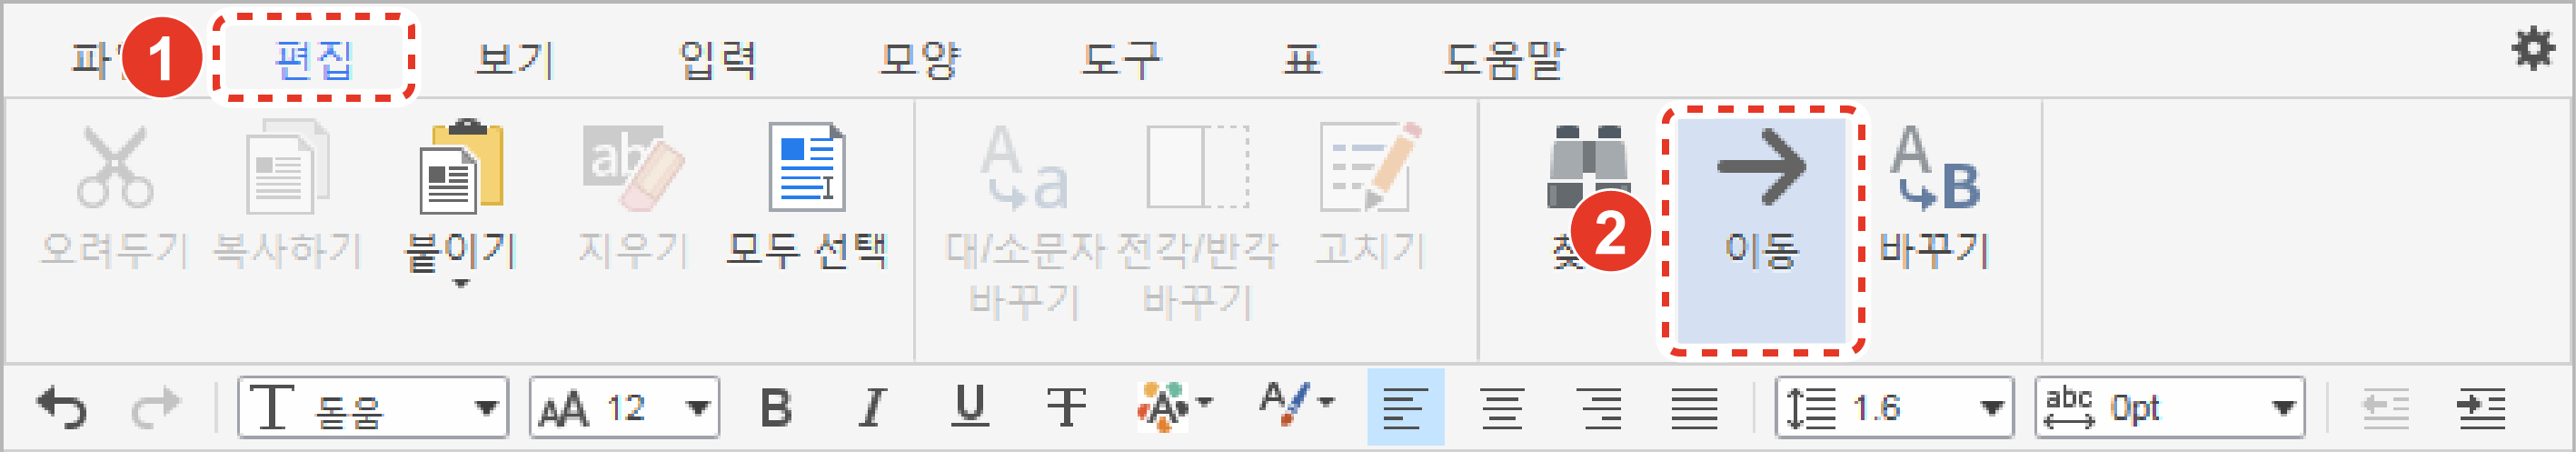 1 편집 보기 입력 모양 도구 표 도움말
오려두기 복사하기 붙이기 지우기 모두 선택 대/소문자 바꾸기 전각/반각 바꾸기 고치기 2 이동 바꾸기
돋움 12 1.6 0pt